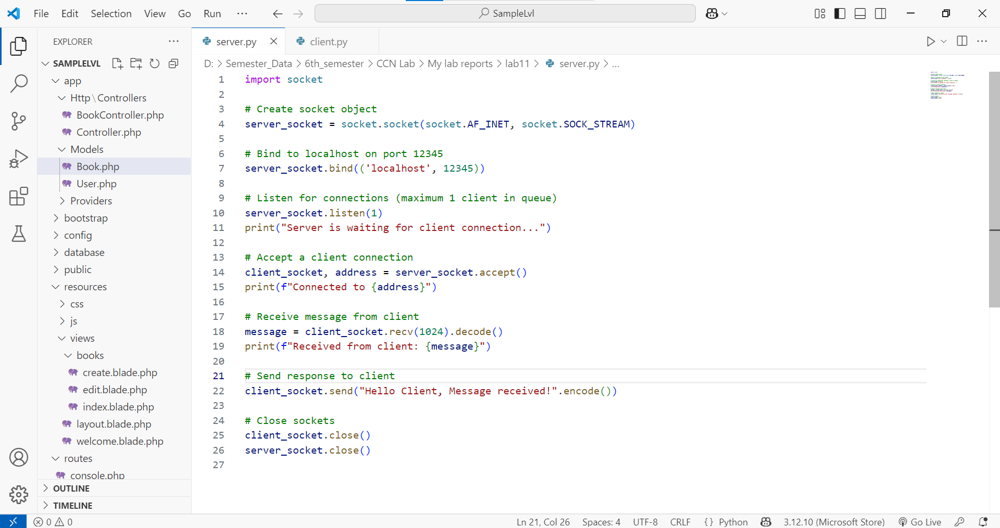 File Edit Selection View Go Run ··· SampleLvl
EXPLORER ···
SAMPLELVL
app
Http\Controllers
BookController.php
Controller.php
Models
Book.php
User.php
Providers
bootstrap
config
database
public
resources
css
js
views
books
create.blade.php
edit.blade.php
index.blade.php
layout.blade.php
welcome.blade.php
routes
console.php
OUTLINE
TIMELINE
server.py client.py
D: > Semester_Data > 6th_semester > CCN Lab > My lab reports > lab11 > server.py > ...
1 import socket
2
3 # Create socket object
4 server_socket = socket.socket(socket.AF_INET, socket.SOCK_STREAM)
5
6 # Bind to localhost on port 12345
7 server_socket.bind(('localhost', 12345))
8
9 # Listen for connections (maximum 1 client in queue)
10 server_socket.listen(1)
11 print("Server is waiting for client connection...")
12
13 # Accept a client connection
14 client_socket, address = server_socket.accept()
15 print(f"Connected to {address}")
16
17 # Receive message from client
18 message = client_socket.recv(1024).decode()
19 print(f"Received from client: {message}")
20
21 # Send response to client
22 client_socket.send("Hello Client, Message received!".encode())
23
24 # Close sockets
25 client_socket.close()
26 server_socket.close()
27
0 0 Ln 21, Col 26 Spaces: 4 UTF-8 CRLF {} Python 3.12.10 (Microsoft Store) Go Live